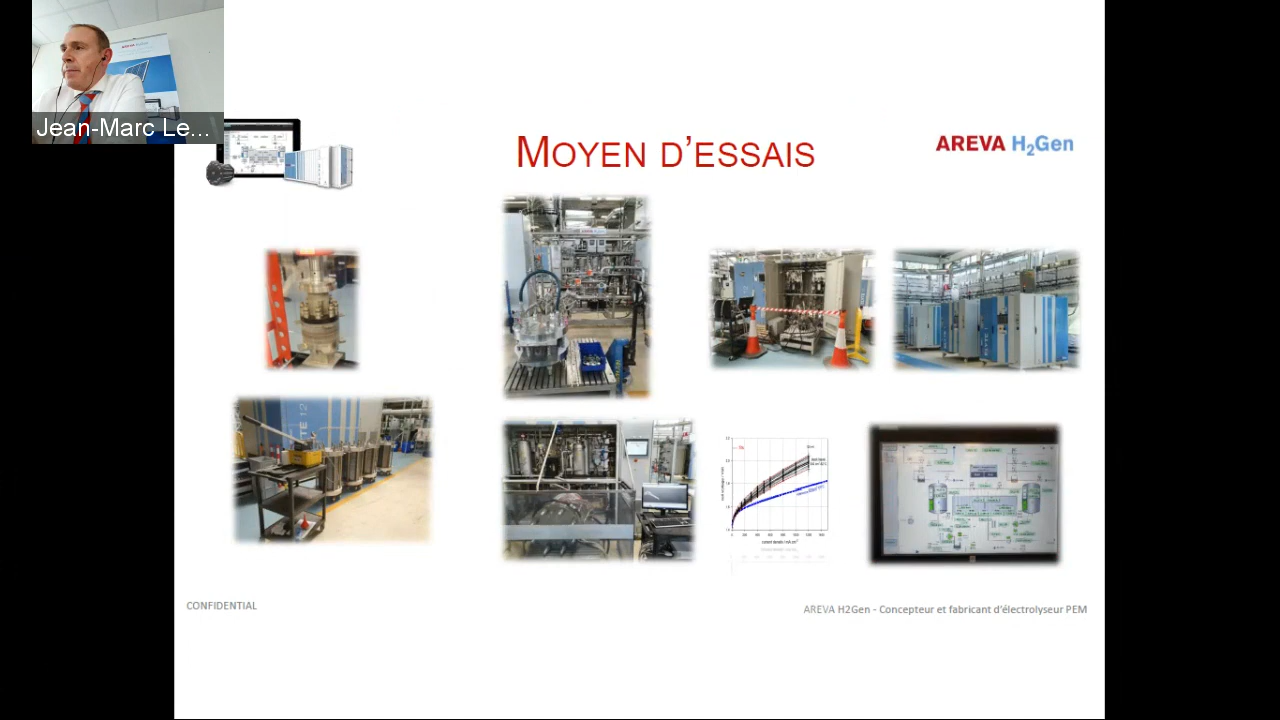 Jean-Marc Le...
MOYEN D'ESSAIS
AREVA H2Gen
CONFIDENTIAL
AREVA H2Gen - Concepteur et fabricant d'électrolyseur PEM